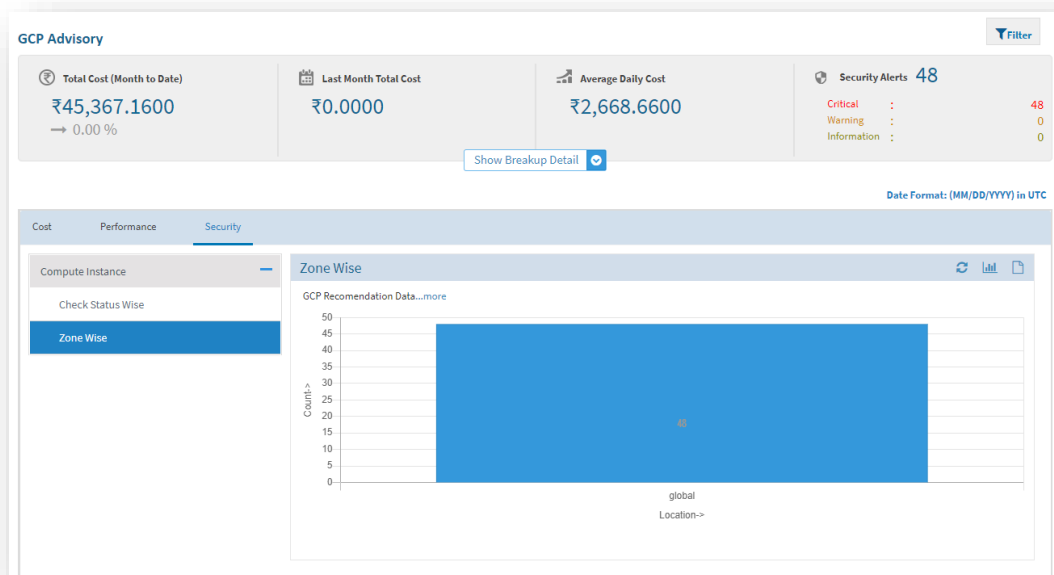 GCP Advisory
Filter
Total Cost (Month to Date)
₹45,367.1600
→ 0.00 %
Last Month Total Cost
₹0.0000
Average Daily Cost
₹2,668.6600
Security Alerts 48
Critical : 48
Warning : 0
Information : 0
Show Breakup Detail
Date Format: (MM/DD/YYYY) in UTC
Cost Performance Security
Compute Instance
Check Status Wise
Zone Wise
Zone Wise
GCP Recomendation Data...more
50
45
40
35
30
25
20
15
10
5
0
Count->
48
global
Location->